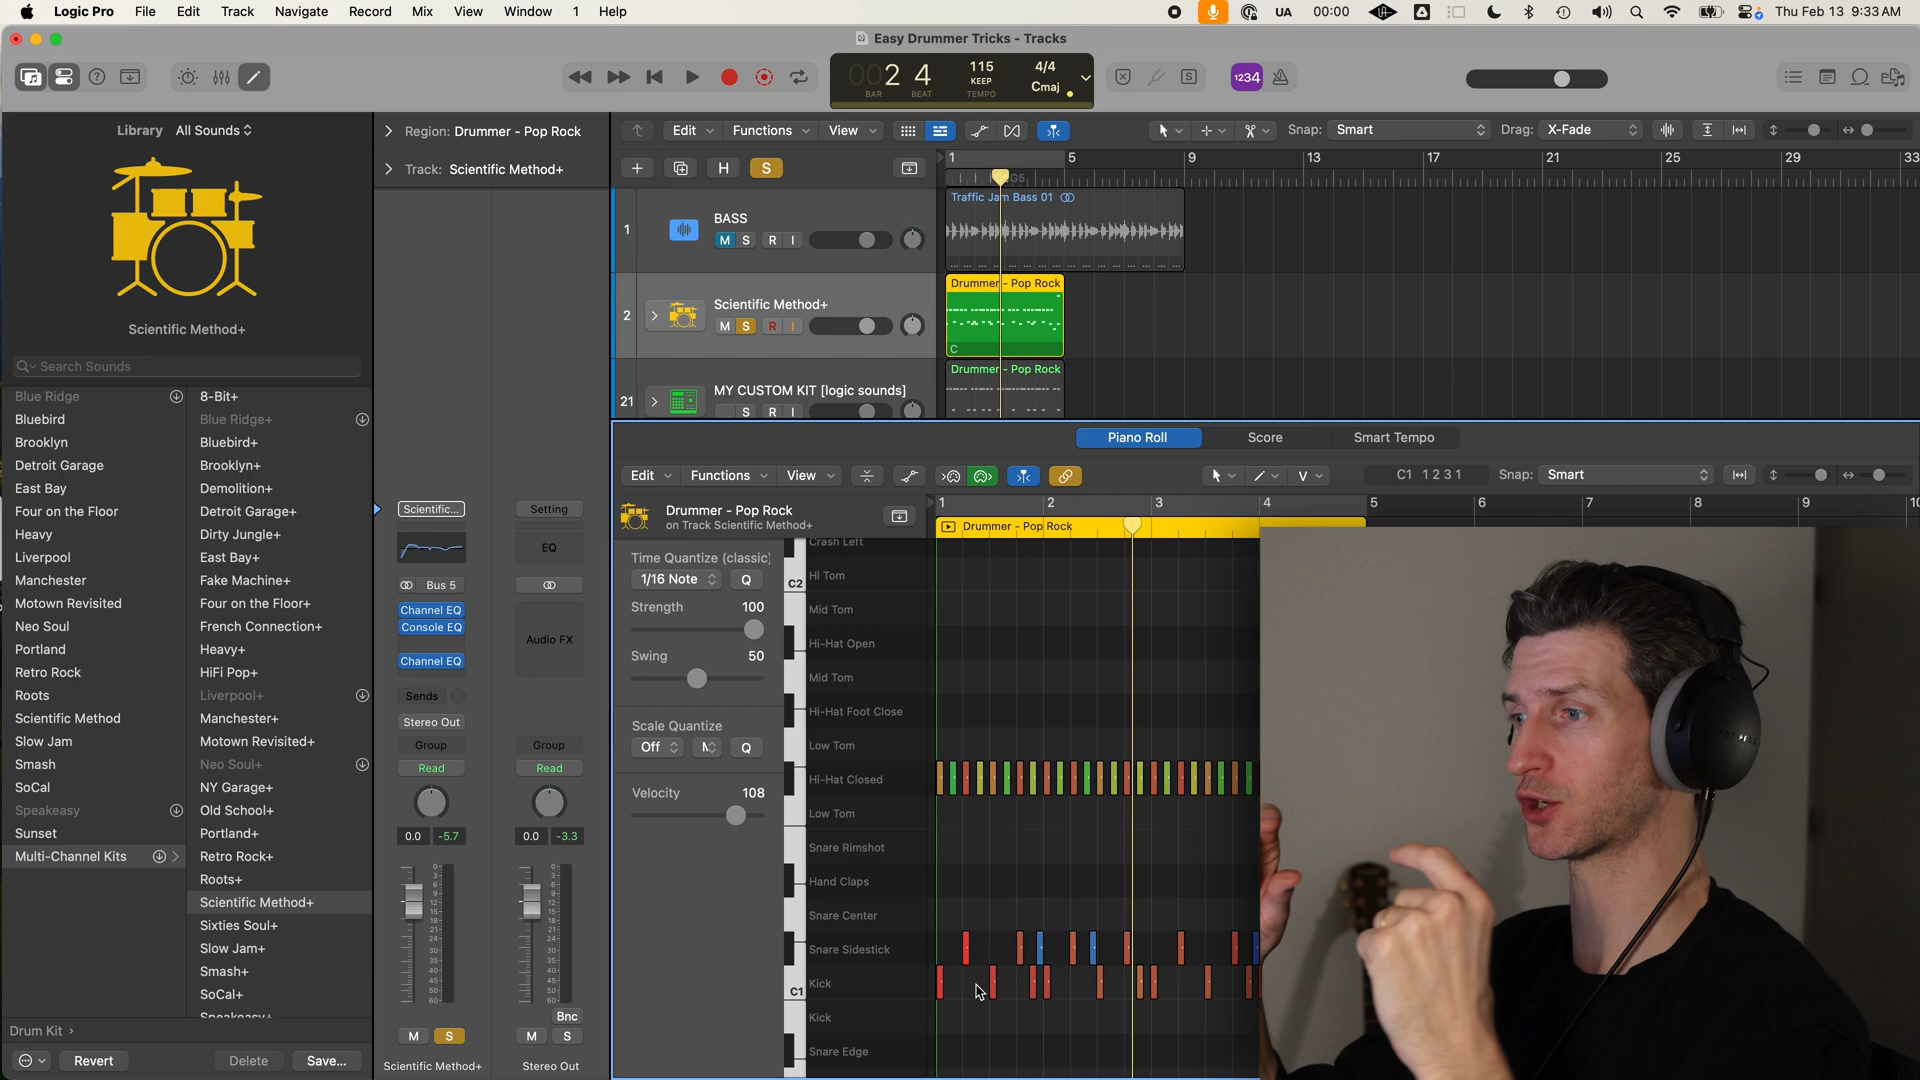 Logic Pro File Edit Track Navigate Record Mix View Window 1 Help
UA 00:00 Thu Feb 13 9:33 AM
Easy Drummer Tricks - Tracks
002 4 115 4/4
KEEP Cmaj
BAR BEAT TEMPO
1234
Library All Sounds
Scientific Method+
Search Sounds
Blue Ridge
Bluebird
Brooklyn
Detroit Garage
East Bay
Four on the Floor
Heavy
Liverpool
Manchester
Motown Revisited
Neo Soul
Portland
Retro Rock
Roots
Scientific Method
Slow Jam
Smash
SoCal
Speakeasy
Sunset
Multi-Channel Kits
8-Bit+
Blue Ridge+
Bluebird+
Brooklyn+
Demolition+
Detroit Garage+
Dirty Jungle+
East Bay+
Fake Machine+
Four on the Floor+
French Connection+
Heavy+
HiFi Pop+
Liverpool+
Manchester+
Motown Revisited+
Neo Soul+
NY Garage+
Old School+
Portland+
Retro Rock+
Roots+
Scientific Method+
Sixties Soul+
Slow Jam+
Smash+
SoCal+
Speakeasy+
Drum Kit
Revert Delete Save...
Region: Drummer - Pop Rock
Track: Scientific Method+
Scientific... Setting
EQ
Bus 5
Channel EQ
Console EQ
Audio FX
Channel EQ
Sends
Stereo Out
Group Group
Read Read
0.0 -5.7 0.0 -3.3
Bnc
M S M S
Scientific Method+ Stereo Out
Edit Functions View Snap: Smart Drag: X-Fade
H S
1 5 9 13 17 21 25 29 33
1 BASS
M S R I
Traffic Jam Bass 01
2 Scientific Method+
M S R I
Drummer - Pop Rock
C
21 MY CUSTOM KIT [logic sounds]
S R I
Drummer - Pop Rock
Piano Roll Score Smart Tempo
Edit Functions View V C1 1 2 3 1 Snap: Smart
Drummer - Pop Rock
on Track Scientific Method+
1 2 3 4 5 6 7 8 9 10
Drummer - Pop Rock
Time Quantize (classic)
1/16 Note Q
Strength 100
Swing 50
Scale Quantize
Off Q
Velocity 108
C2
C1
Crash Left
Hi Tom
Mid Tom
Hi-Hat Open
Mid Tom
Hi-Hat Foot Close
Low Tom
Hi-Hat Closed
Low Tom
Snare Rimshot
Hand Claps
Snare Center
Snare Sidestick
Kick
Kick
Snare Edge